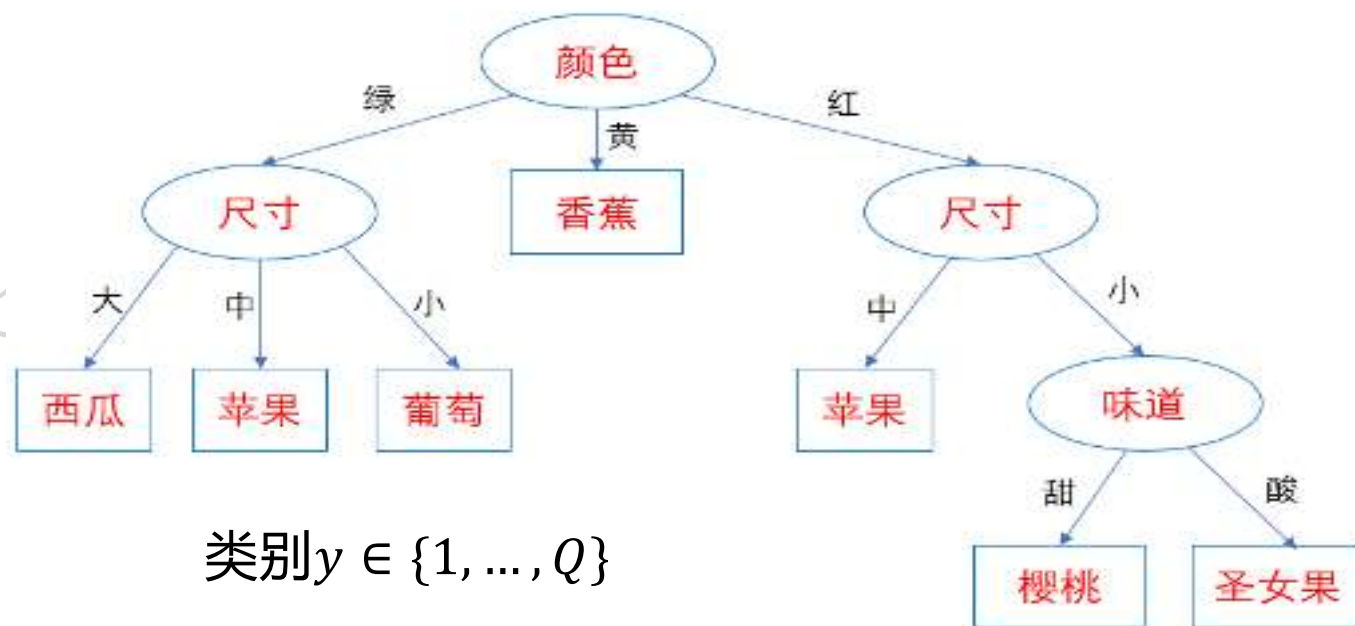 颜色
绿
黄
红
尺寸
香蕉
尺寸
大
中
小
中
小
西瓜
苹果
葡萄
苹果
味道
甜
酸
类别y ∈ {1, … , Q}
樱桃
圣女果